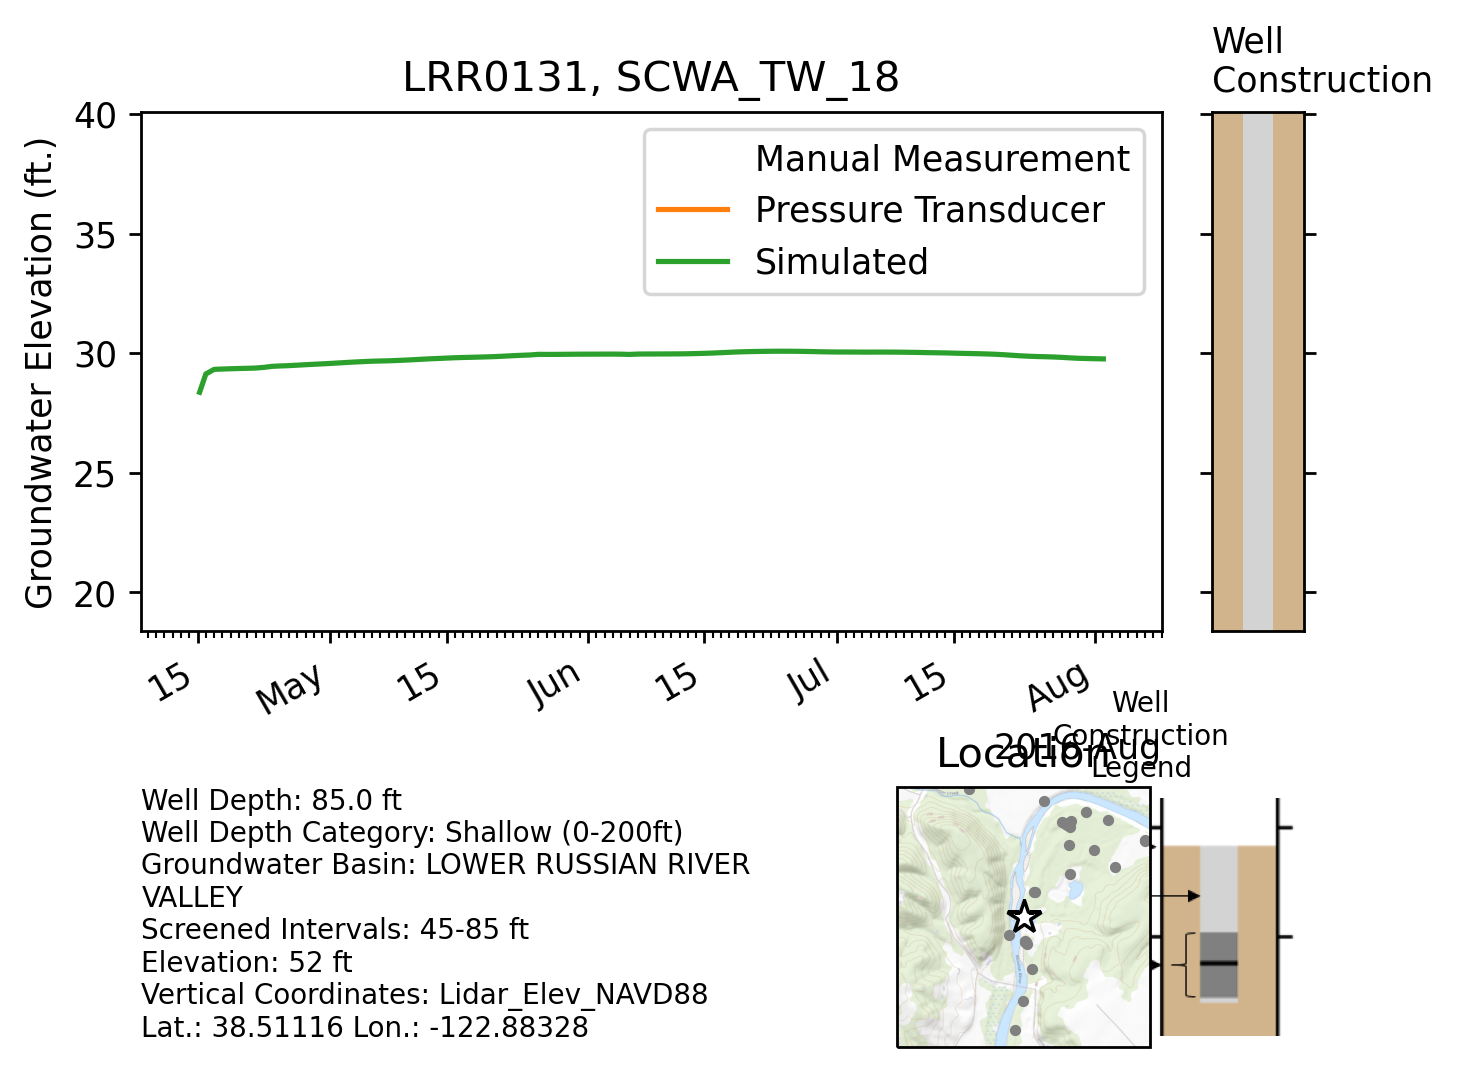 Well
Construction
LRR0131, SCWA_TW_18
Groundwater Elevation (ft.)
40
35
30
25
20
Manual Measurement
Pressure Transducer
Simulated
15
May
15
Jun
15
Jul
15
Aug
2016-Aug
Well
Construction
Legend
Location
Well Depth: 85.0 ft
Well Depth Category: Shallow (0-200ft)
Groundwater Basin: LOWER RUSSIAN RIVER
VALLEY
Screened Intervals: 45-85 ft
Elevation: 52 ft
Vertical Coordinates: Lidar_Elev_NAVD88
Lat.: 38.51116 Lon.: -122.88328